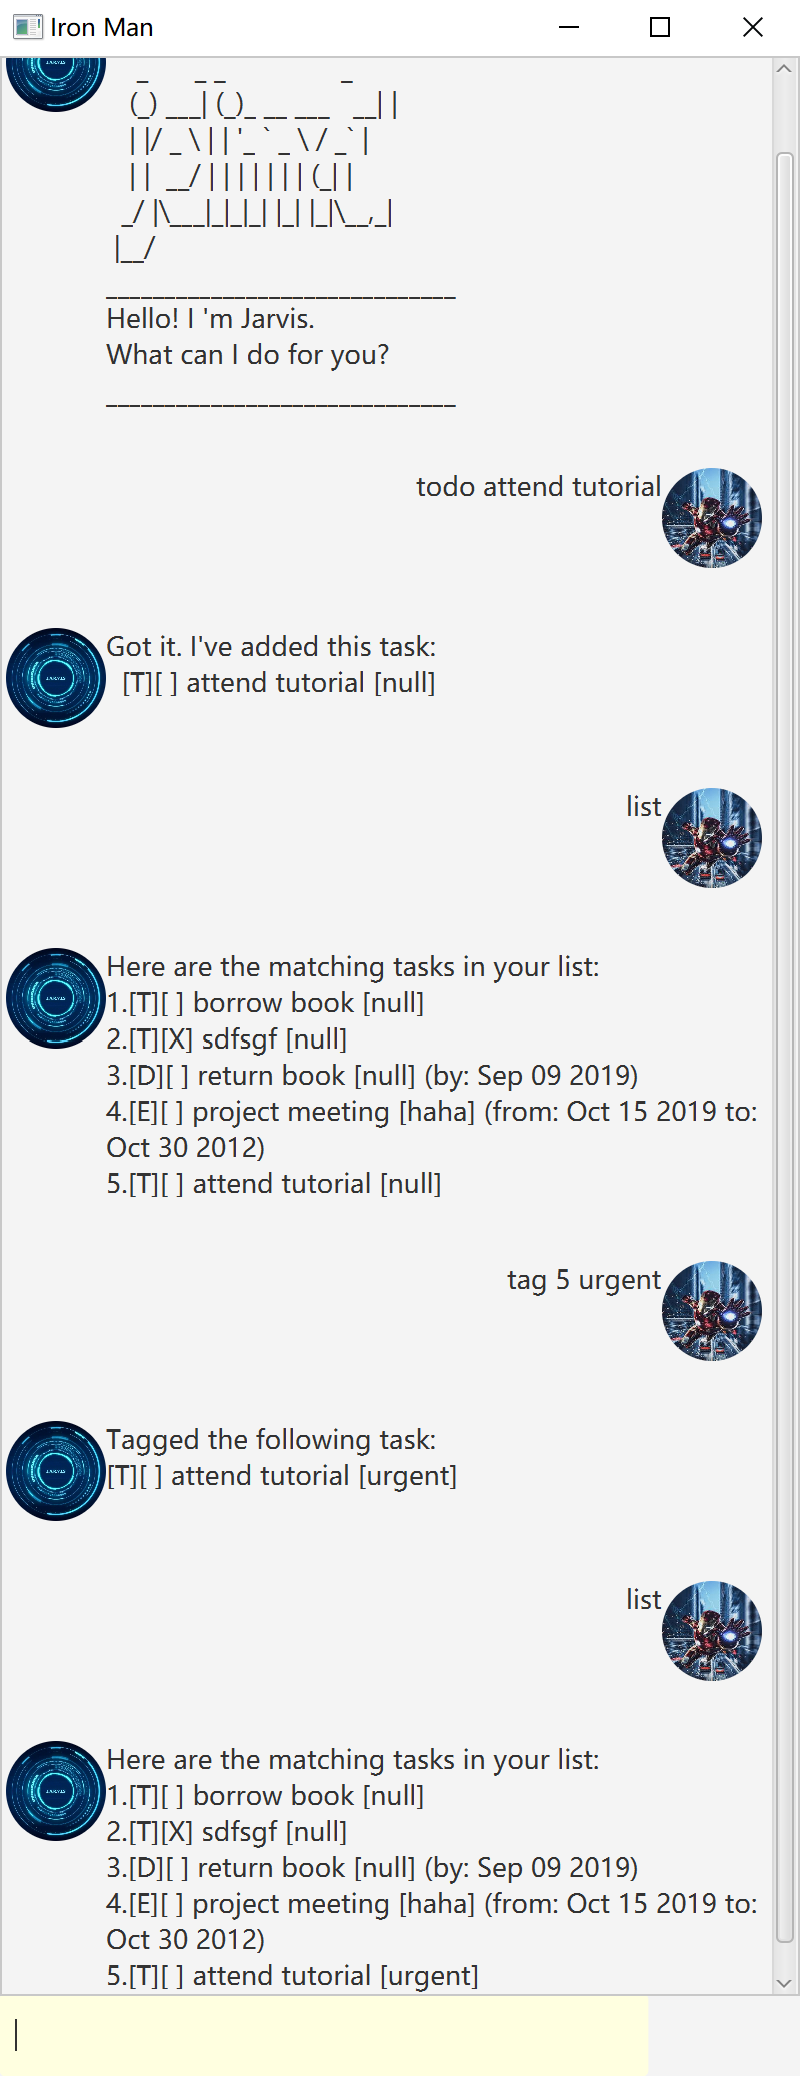 Iron Man
   _      _ _               _
  (_) ___| (_)_ __ ___   __| |
  | |/ _ \ | | '_ ` _ \ / _` |
  | |  __/ | | | | | | | (_| |
 _/ |\___|_|_|_| |_| |_|\__,_|
|__/
____________________________
Hello! I 'm Jarvis.
What can I do for you?
____________________________
todo attend tutorial
Got it. I've added this task:
  [T][ ] attend tutorial [null]
list
Here are the matching tasks in your list:
1.[T][ ] borrow book [null]
2.[T][X] sdfsgf [null]
3.[D][ ] return book [null] (by: Sep 09 2019)
4.[E][ ] project meeting [haha] (from: Oct 15 2019 to:
Oct 30 2012)
5.[T][ ] attend tutorial [null]
tag 5 urgent
Tagged the following task:
[T][ ] attend tutorial [urgent]
list
Here are the matching tasks in your list:
1.[T][ ] borrow book [null]
2.[T][X] sdfsgf [null]
3.[D][ ] return book [null] (by: Sep 09 2019)
4.[E][ ] project meeting [haha] (from: Oct 15 2019 to:
Oct 30 2012)
5.[T][ ] attend tutorial [urgent]